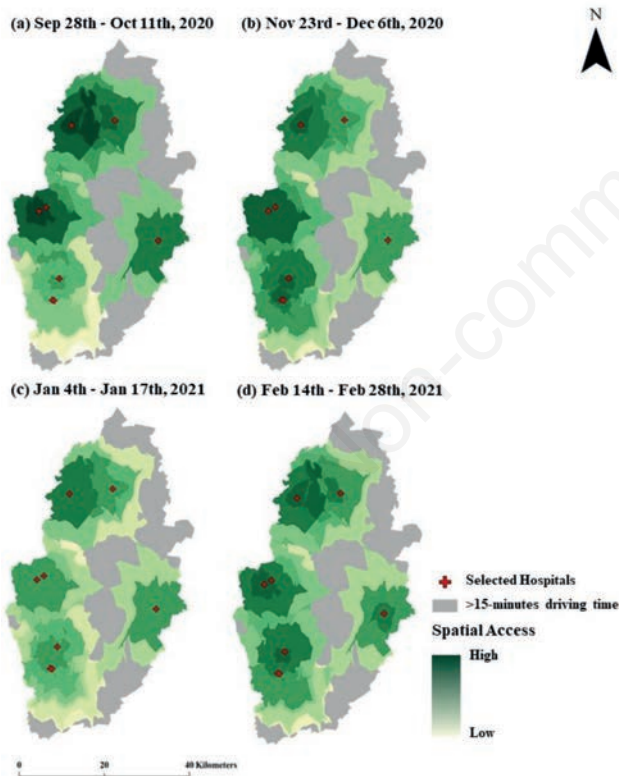 (a) Sep 28th - Oct 11th, 2020
(b) Nov 23rd - Dec 6th, 2020
N
(c) Jan 4th - Jan 17th, 2021
(d) Feb 14th - Feb 28th, 2021
Selected Hospitals
>15-minutes driving time
Spatial Access
High
Low
0 20 40 Kilometers